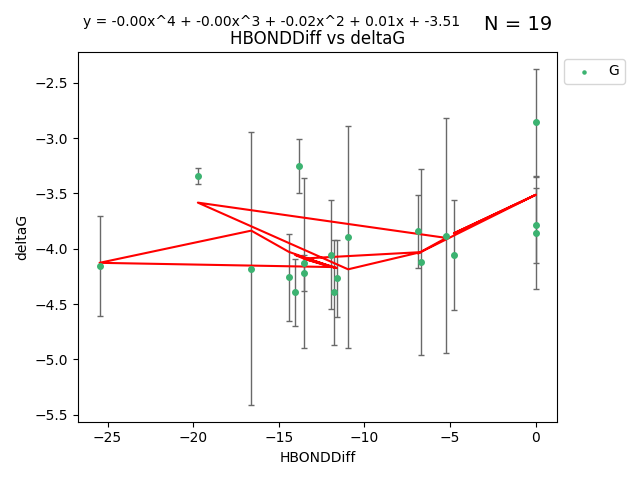 y = -0.00x^4 + -0.00x^3 + -0.02x^2 + 0.01x + -3.51
N = 19
HBONDDiff vs deltaG
G
−2.5
−3.0
−3.5
−4.0
−4.5
−5.0
−5.5
deltaG
−25
−20
−15
−10
−5
0
HBONDDiff